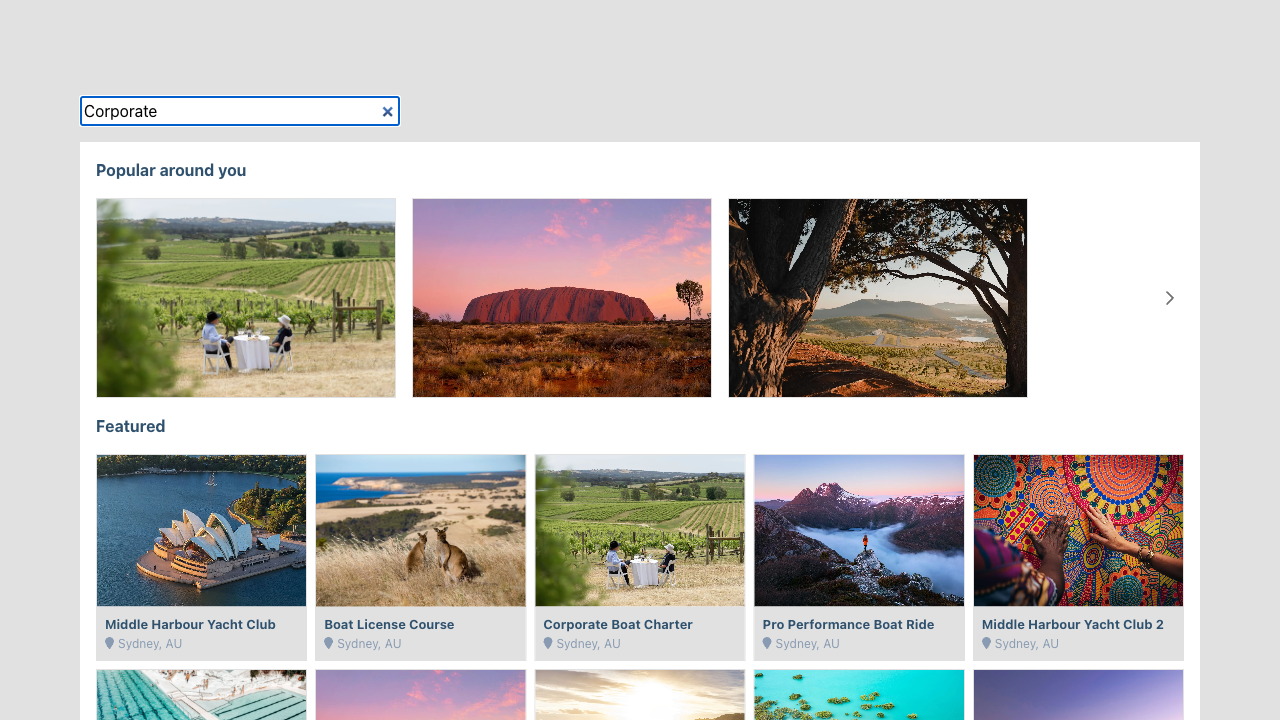 Corporate
Popular around you
Featured
Middle Harbour Yacht Club
Sydney, AU
Boat License Course
Sydney, AU
Corporate Boat Charter
Sydney, AU
Pro Performance Boat Ride
Sydney, AU
Middle Harbour Yacht Club 2
Sydney, AU